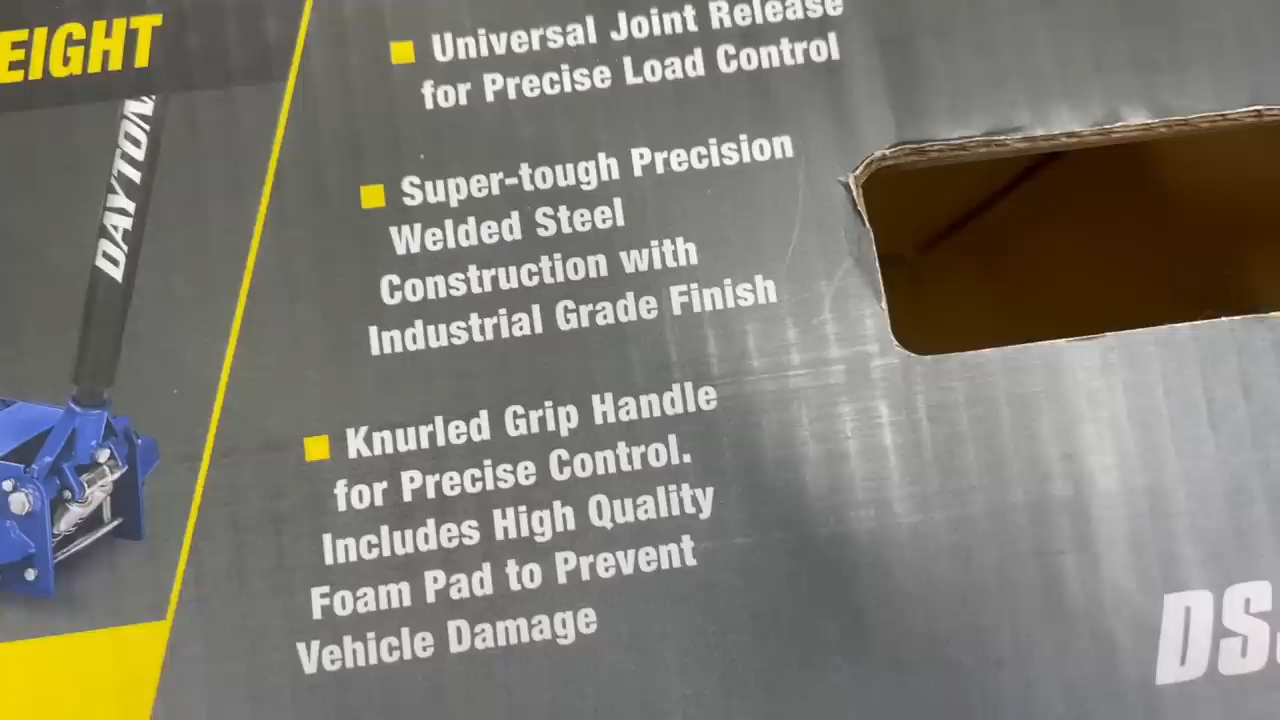 EIGHT
DAYTON
Universal Joint Release
for Precise Load Control
Super-tough Precision
Welded Steel
Construction with
Industrial Grade Finish
Knurled Grip Handle
for Precise Control.
Includes High Quality
Foam Pad to Prevent
Vehicle Damage
DS